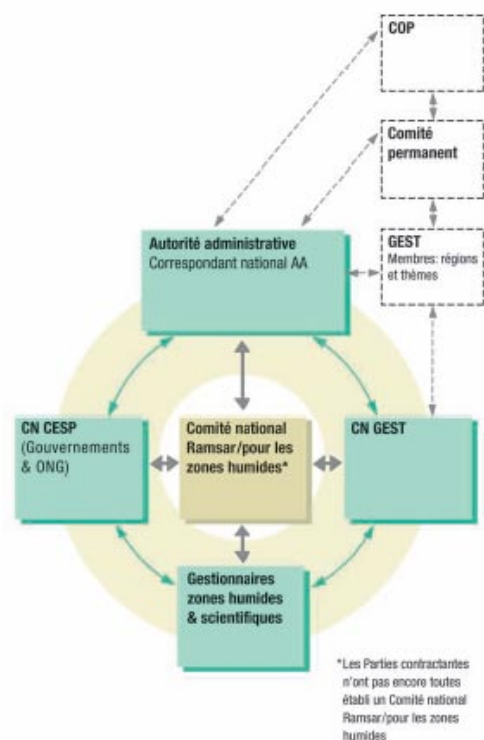 COP
Comité
permanent
GEST
Membres: régions
et thèmes
Autorité administrative
Correspondant national AA
CN CESP
(Gouvernements
& ONG)
Comité national
Ramsar/pour les
zones humides*
CN GEST
Gestionnaires
zones humides
& scientifiques
*Les Parties contractantes
n'ont pas encore toutes
établi un Comité national
Ramsar/pour les zones
humides